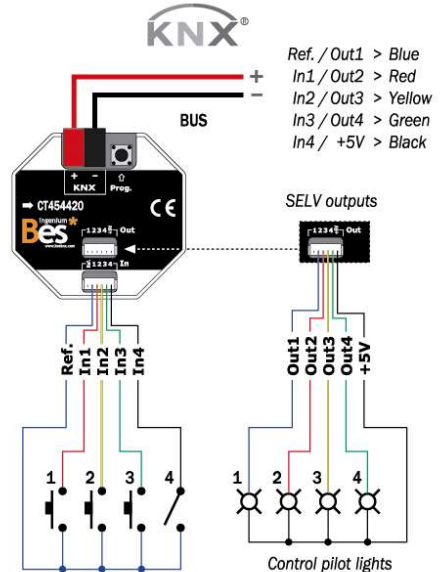 KNX®
Ref. / Out1 > Blue
In1 / Out2 > Red
In2 / Out3 > Yellow
In3 / Out4 > Green
In4 / +5V > Black
+
−
BUS
+ − ⇧
KNX Prog.
➡ CT454420
CE
ingenium
Bes*
1234 Out
1234 In
SELV outputs
1234 Out
Ref.
In1
In2
In3
In4
Out1
Out2
Out3
Out4
+5V
1 2 3 4
1 2 3 4
Control pilot lights